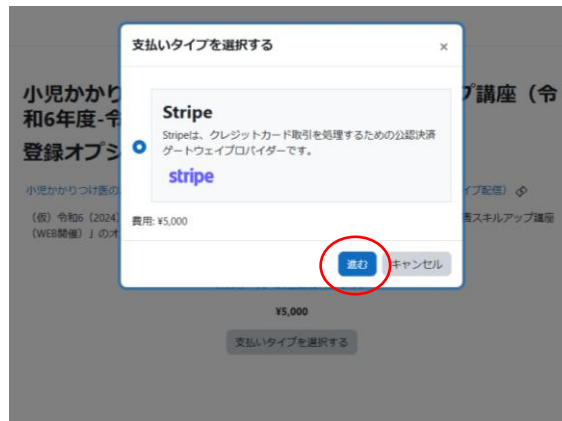 支払いタイプを選択する ×
小児かかり プ講座（令
和6年度-令
登録オプシ
Stripe
Stripeは、クレジットカード取引を処理するための公認決済
ゲートウェイプロバイダーです。
stripe
小児かかりつけ医の イブ配信）
（仮）令和6（2024） 者スキルアップ講座
（WEB開催）」のオ
費用: ¥5,000
進む キャンセル
¥5,000
支払いタイプを選択する